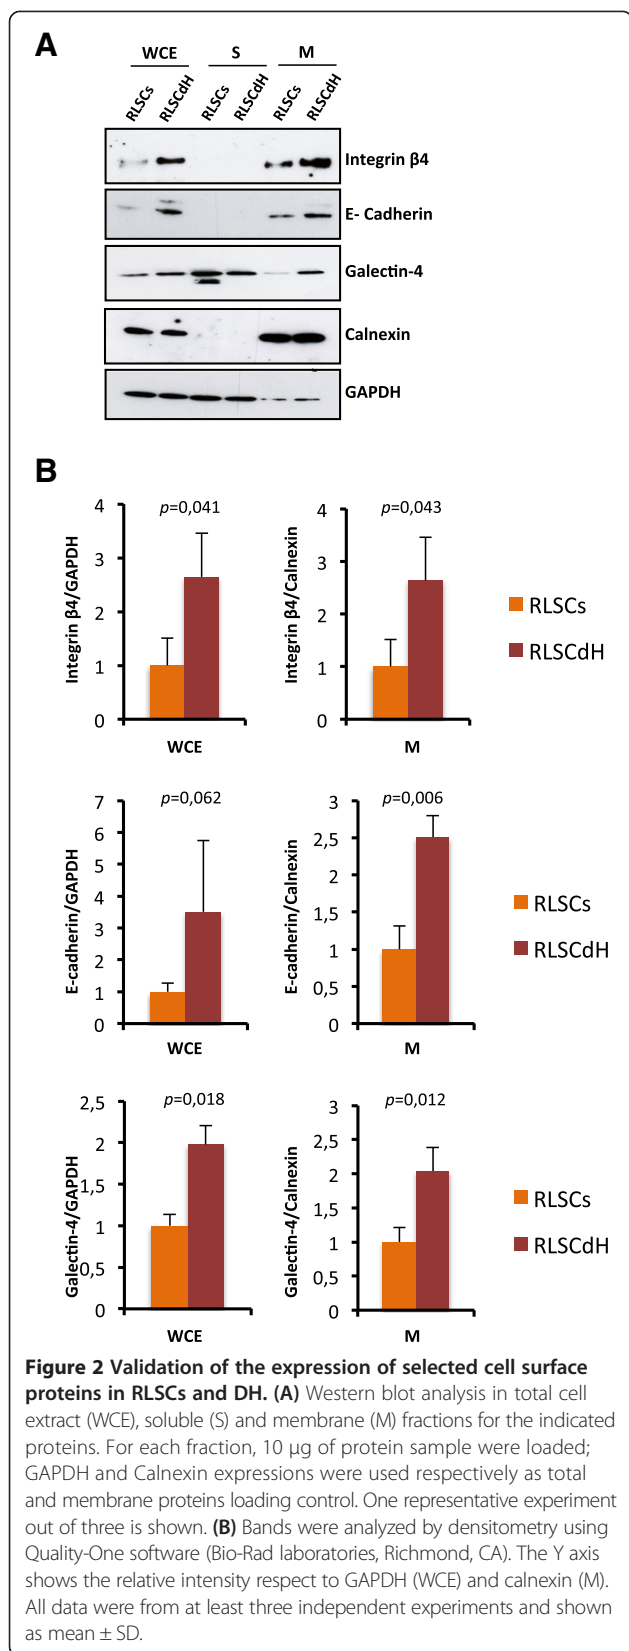 A
WCE S M
RLSCs RLSCdH RLSCs RLSCdH RLSCs RLSCdH
Integrin β4
E- Cadherin
Galectin-4
Calnexin
GAPDH
B
p=0,041
Integrin β4/GAPDH
4
3
2
1
0
WCE
p=0,043
Integrin β4/Calnexin
4
3
2
1
0
M
RLSCs
RLSCdH
p=0,062
E-cadherin/GAPDH
7
6
5
4
3
2
1
0
WCE
p=0,006
E-cadherin/Calnexin
3
2,5
2
1,5
1
0,5
0
M
RLSCs
RLSCdH
p=0,018
Galectin-4/GAPDH
2,5
2
1,5
1
0,5
0
WCE
p=0,012
Galectin-4/Calnexin
3
2,5
2
1,5
1
0,5
0
M
RLSCs
RLSCdH
Figure 2 Validation of the expression of selected cell surface
proteins in RLSCs and DH. (A) Western blot analysis in total cell
extract (WCE), soluble (S) and membrane (M) fractions for the indicated
proteins. For each fraction, 10 μg of protein sample were loaded;
GAPDH and Calnexin expressions were used respectively as total
and membrane proteins loading control. One representative experiment
out of three is shown. (B) Bands were analyzed by densitometry using
Quality-One software (Bio-Rad laboratories, Richmond, CA). The Y axis
shows the relative intensity respect to GAPDH (WCE) and calnexin (M).
All data were from at least three independent experiments and shown
as mean ± SD.